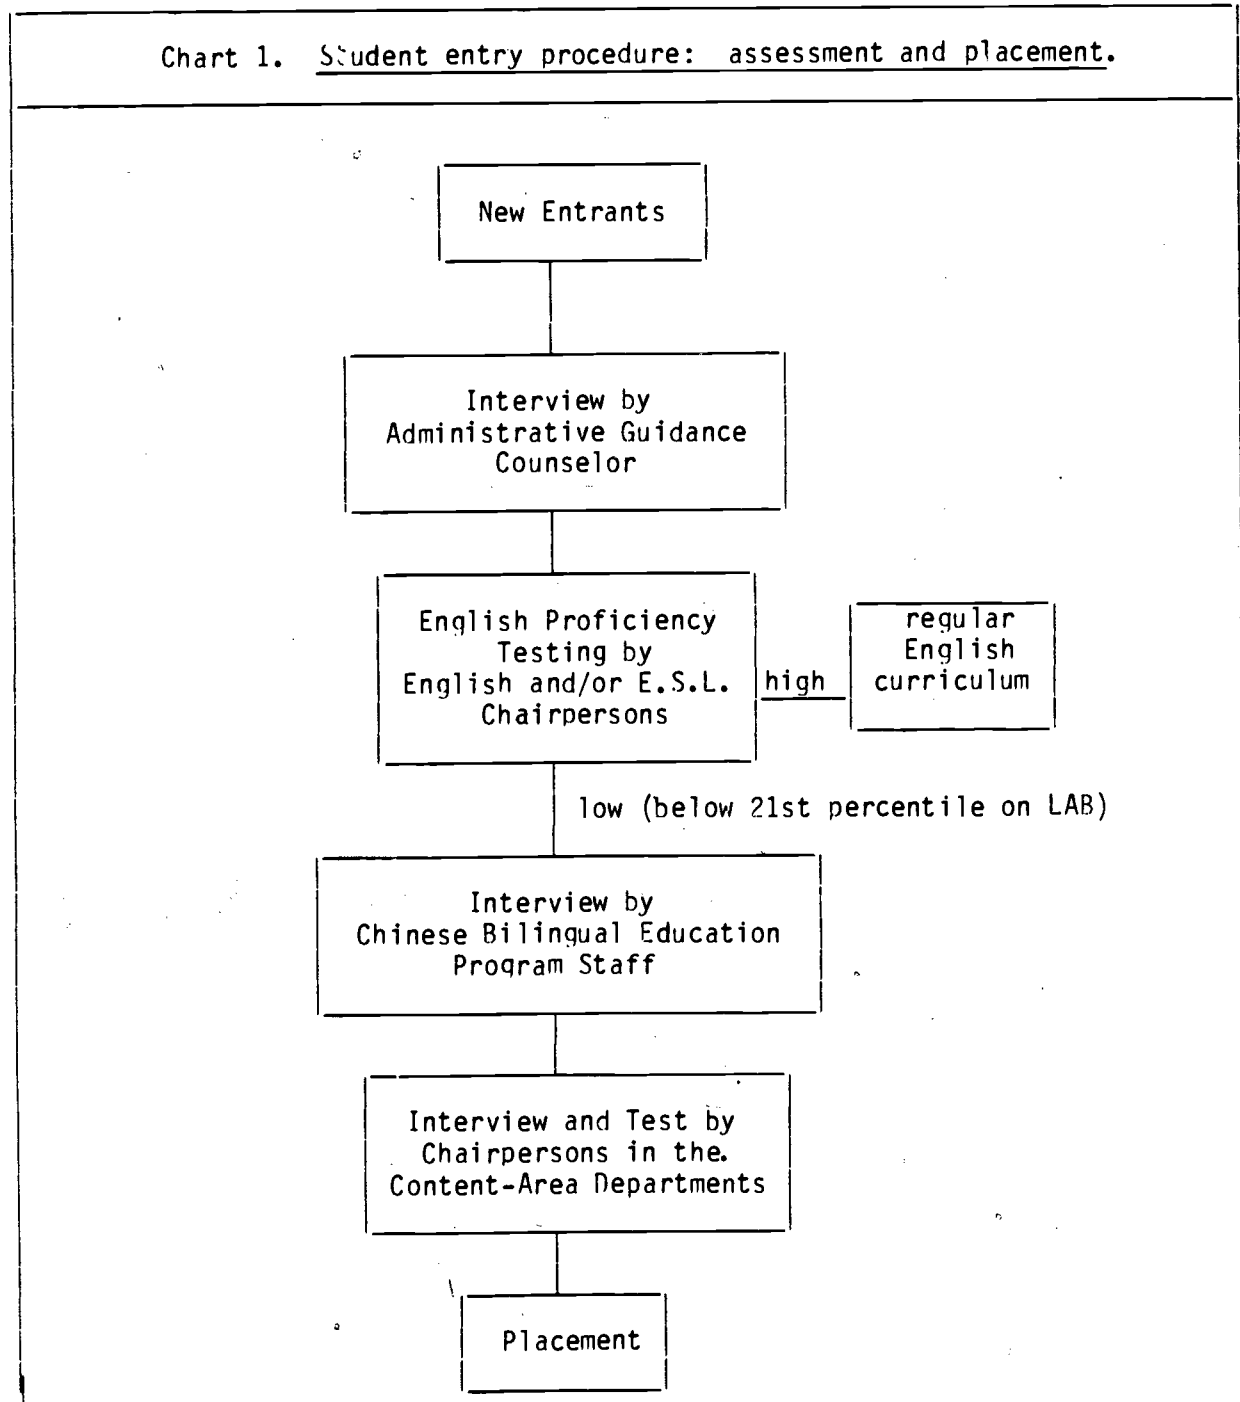 Chart 1. Student entry procedure: assessment and placement.
New Entrants
Interview by
Administrative Guidance
Counselor
English Proficiency
Testing by
English and/or E.S.L.
Chairpersons
high
regular
English
curriculum
low (below 21st percentile on LAB)
Interview by
Chinese Bilingual Education
Program Staff
Interview and Test by
Chairpersons in the.
Content-Area Departments
Placement